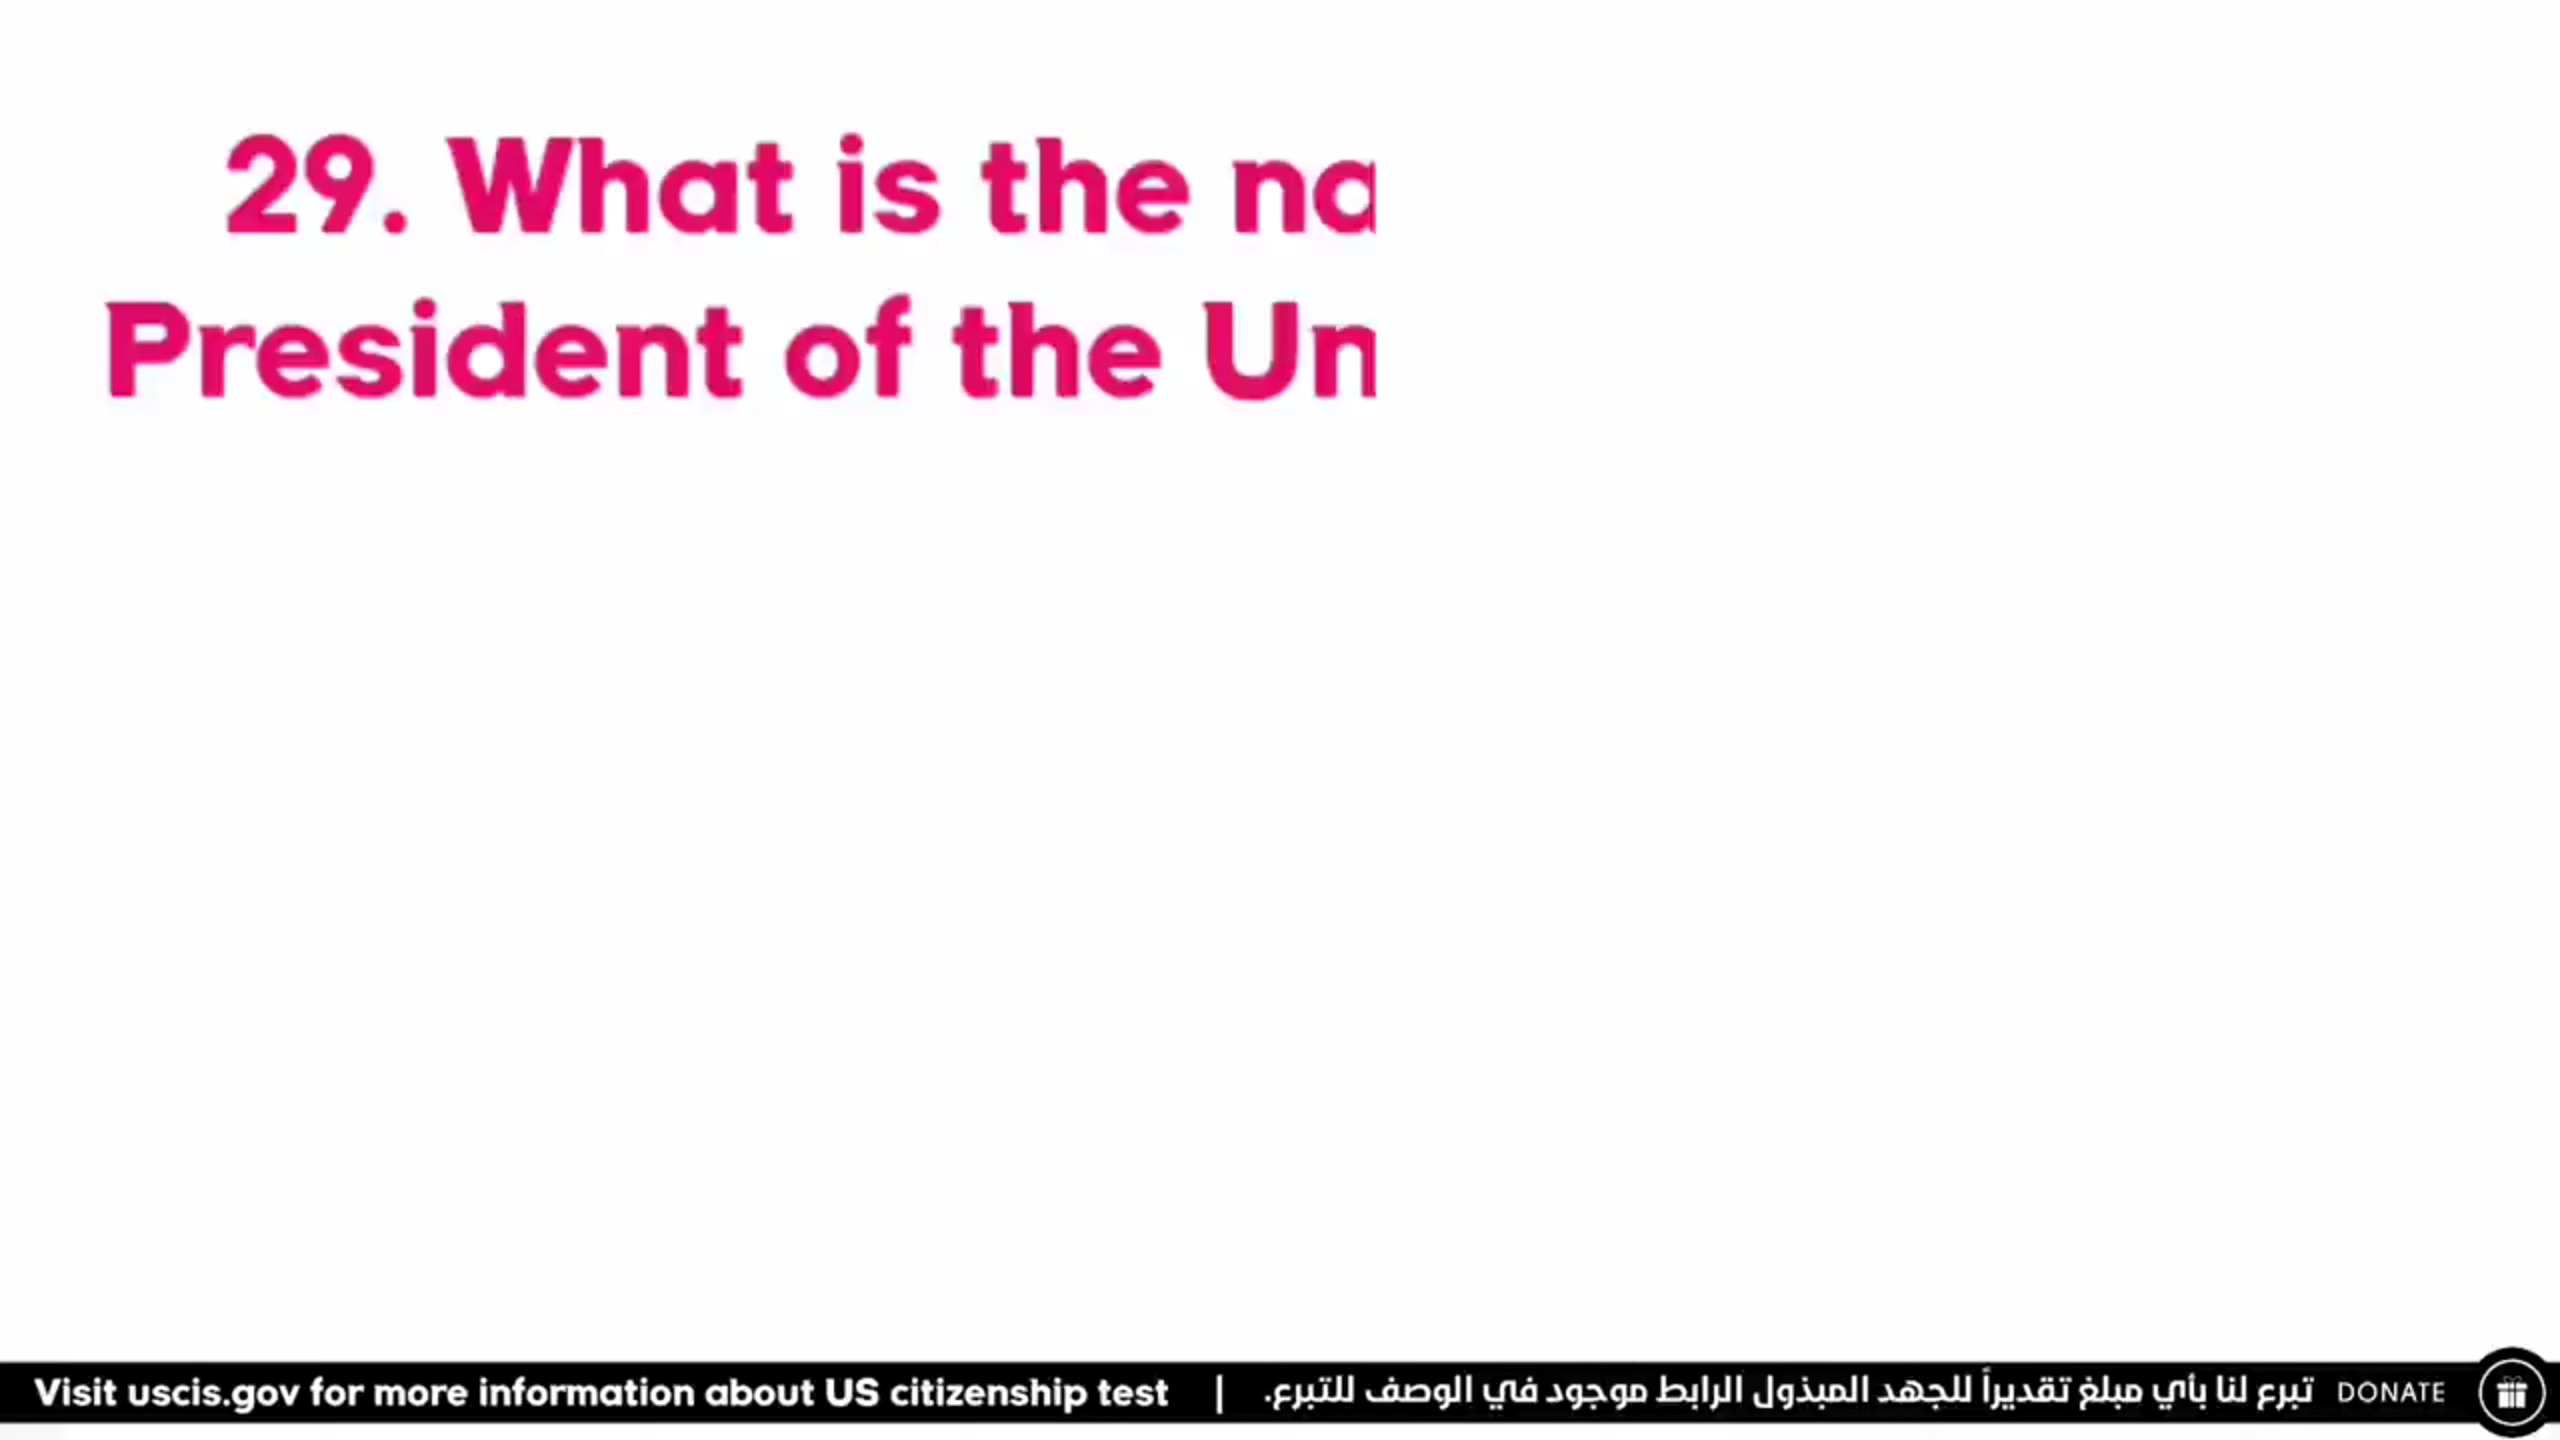 29. What is the na
President of the Un
Visit uscis.gov for more information about US citizenship test | تبرع لنا بأي مبلغ تقديراً للجهد المبذول الرابط موجود في الوصف للتبرع. DONATE